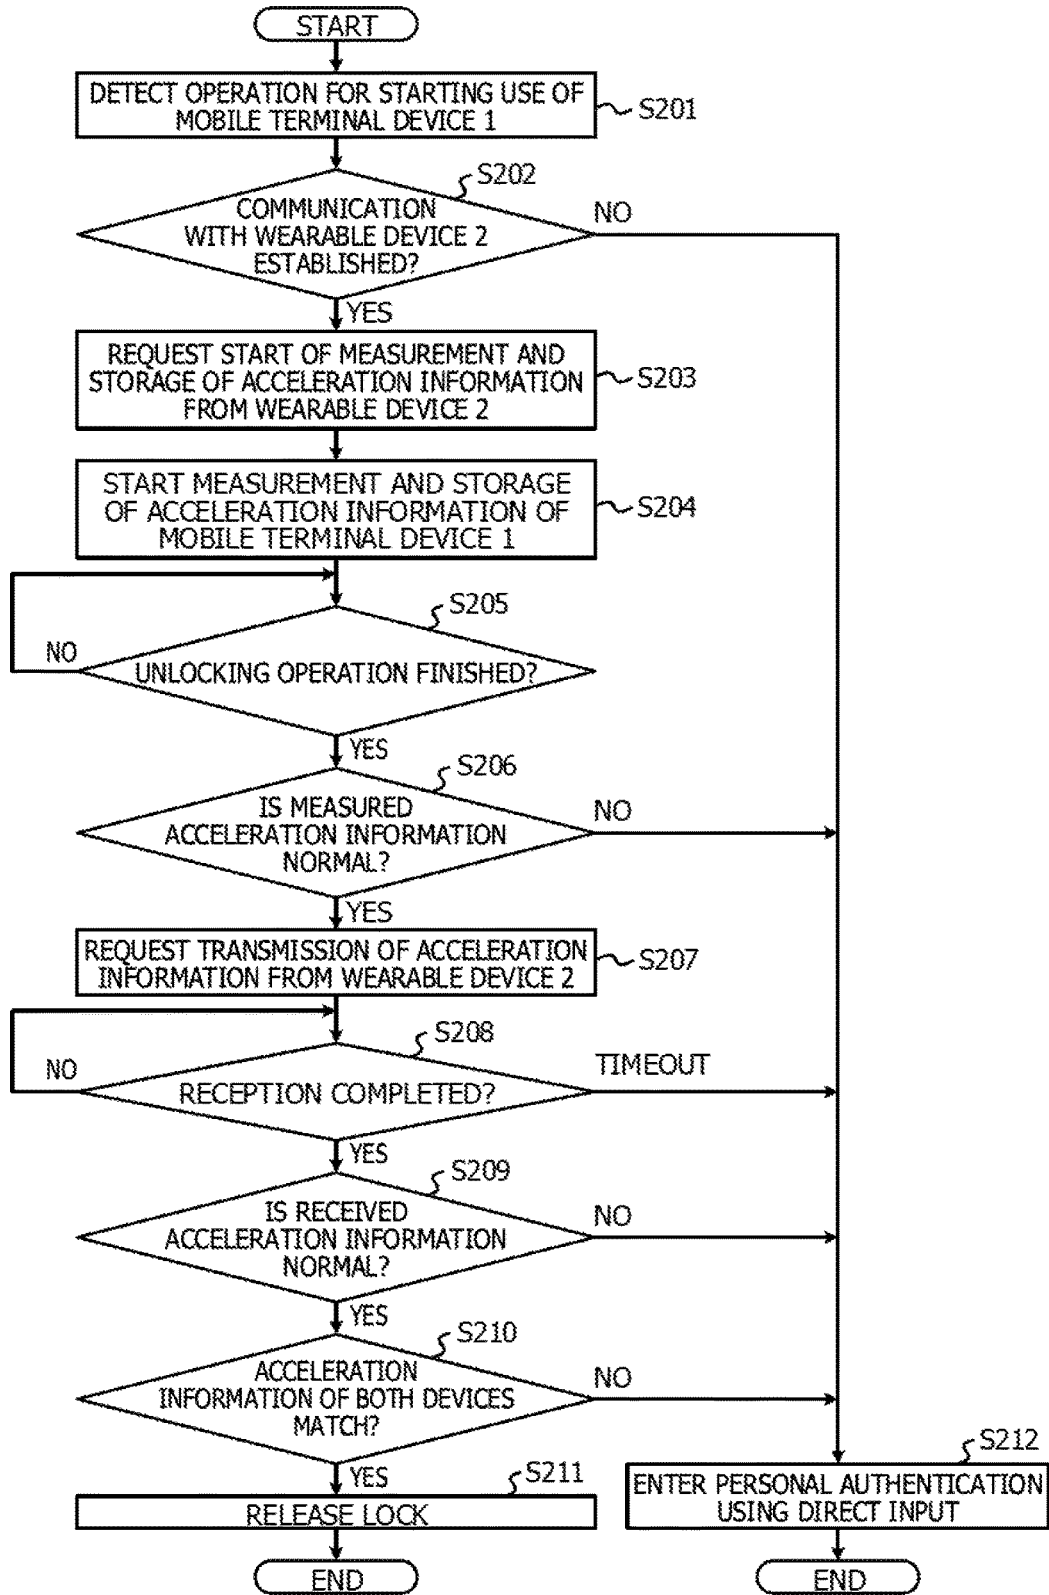 START
DETECT OPERATION FOR STARTING USE OF
MOBILE TERMINAL DEVICE 1
S201
S202
COMMUNICATION
WITH WEARABLE DEVICE 2
ESTABLISHED?
NO
YES
REQUEST START OF MEASUREMENT AND
STORAGE OF ACCELERATION INFORMATION
FROM WEARABLE DEVICE 2
S203
START MEASUREMENT AND STORAGE
OF ACCELERATION INFORMATION OF
MOBILE TERMINAL DEVICE 1
S204
S205
NO
UNLOCKING OPERATION FINISHED?
YES
S206
IS MEASURED
ACCELERATION INFORMATION
NORMAL?
NO
YES
REQUEST TRANSMISSION OF ACCELERATION
INFORMATION FROM WEARABLE DEVICE 2
S207
S208
NO
RECEPTION COMPLETED?
TIMEOUT
YES
S209
IS RECEIVED
ACCELERATION INFORMATION
NORMAL?
NO
YES
S210
ACCELERATION
INFORMATION OF BOTH DEVICES
MATCH?
NO
YES
S211
RELEASE LOCK
END
S212
ENTER PERSONAL AUTHENTICATION
USING DIRECT INPUT
END